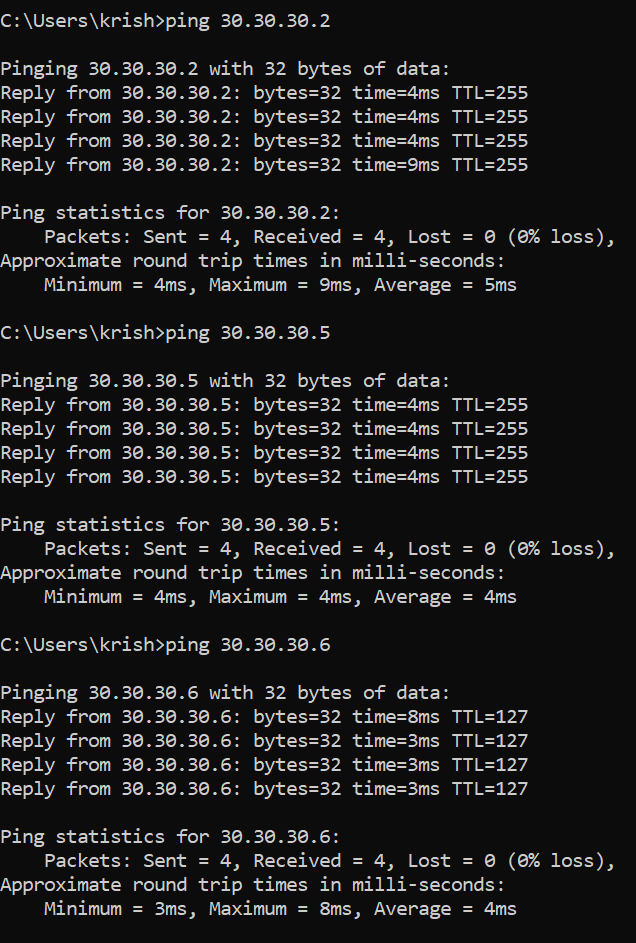 C:\Users\krish>ping 30.30.30.2
Pinging 30.30.30.2 with 32 bytes of data:
Reply from 30.30.30.2: bytes=32 time=4ms TTL=255
Reply from 30.30.30.2: bytes=32 time=4ms TTL=255
Reply from 30.30.30.2: bytes=32 time=4ms TTL=255
Reply from 30.30.30.2: bytes=32 time=9ms TTL=255
Ping statistics for 30.30.30.2:
    Packets: Sent = 4, Received = 4, Lost = 0 (0% loss),
Approximate round trip times in milli-seconds:
    Minimum = 4ms, Maximum = 9ms, Average = 5ms
C:\Users\krish>ping 30.30.30.5
Pinging 30.30.30.5 with 32 bytes of data:
Reply from 30.30.30.5: bytes=32 time=4ms TTL=255
Reply from 30.30.30.5: bytes=32 time=4ms TTL=255
Reply from 30.30.30.5: bytes=32 time=4ms TTL=255
Reply from 30.30.30.5: bytes=32 time=4ms TTL=255
Ping statistics for 30.30.30.5:
    Packets: Sent = 4, Received = 4, Lost = 0 (0% loss),
Approximate round trip times in milli-seconds:
    Minimum = 4ms, Maximum = 4ms, Average = 4ms
C:\Users\krish>ping 30.30.30.6
Pinging 30.30.30.6 with 32 bytes of data:
Reply from 30.30.30.6: bytes=32 time=8ms TTL=127
Reply from 30.30.30.6: bytes=32 time=3ms TTL=127
Reply from 30.30.30.6: bytes=32 time=3ms TTL=127
Reply from 30.30.30.6: bytes=32 time=3ms TTL=127
Ping statistics for 30.30.30.6:
    Packets: Sent = 4, Received = 4, Lost = 0 (0% loss),
Approximate round trip times in milli-seconds:
    Minimum = 3ms, Maximum = 8ms, Average = 4ms